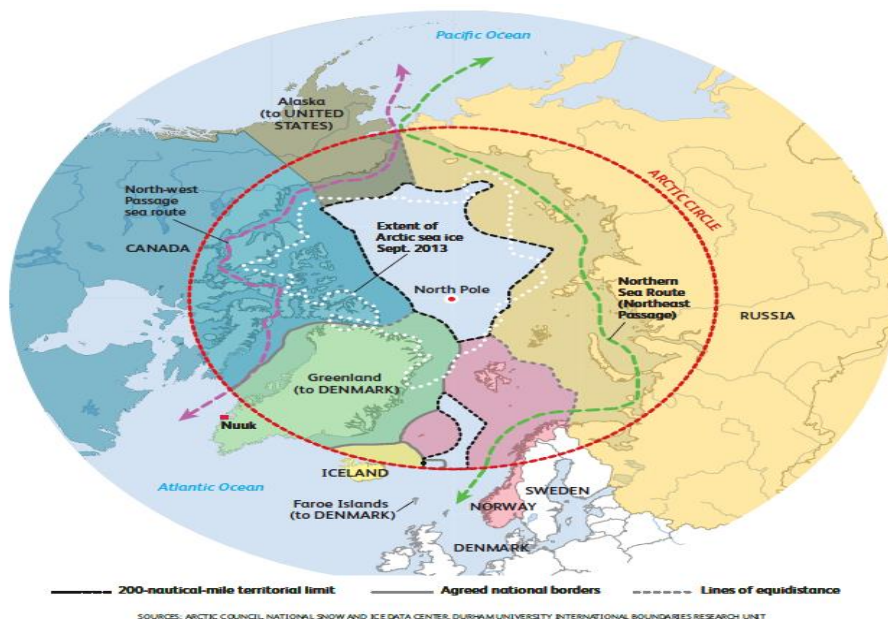 Pacific Ocean
Alaska
(to UNITED
STATES)
ARCTIC CIRCLE
North-west
Passage
sea route
CANADA
Extent of
Arctic sea ice
Sept. 2013
North Pole
Northern
Sea Route
(Northeast
Passage)
RUSSIA
Greenland
(to DENMARK)
Nuuk
ICELAND
Atlantic Ocean
Faroe Islands
(to DENMARK)
SWEDEN
NORWAY
DENMARK
200-nautical-mile territorial limit
Agreed national borders
Lines of equidistance
SOURCES: ARCTIC COUNCIL, NATIONAL SNOW AND ICE DATA CENTER, DURHAM UNIVERSITY INTERNATIONAL BOUNDARIES RESEARCH UNIT